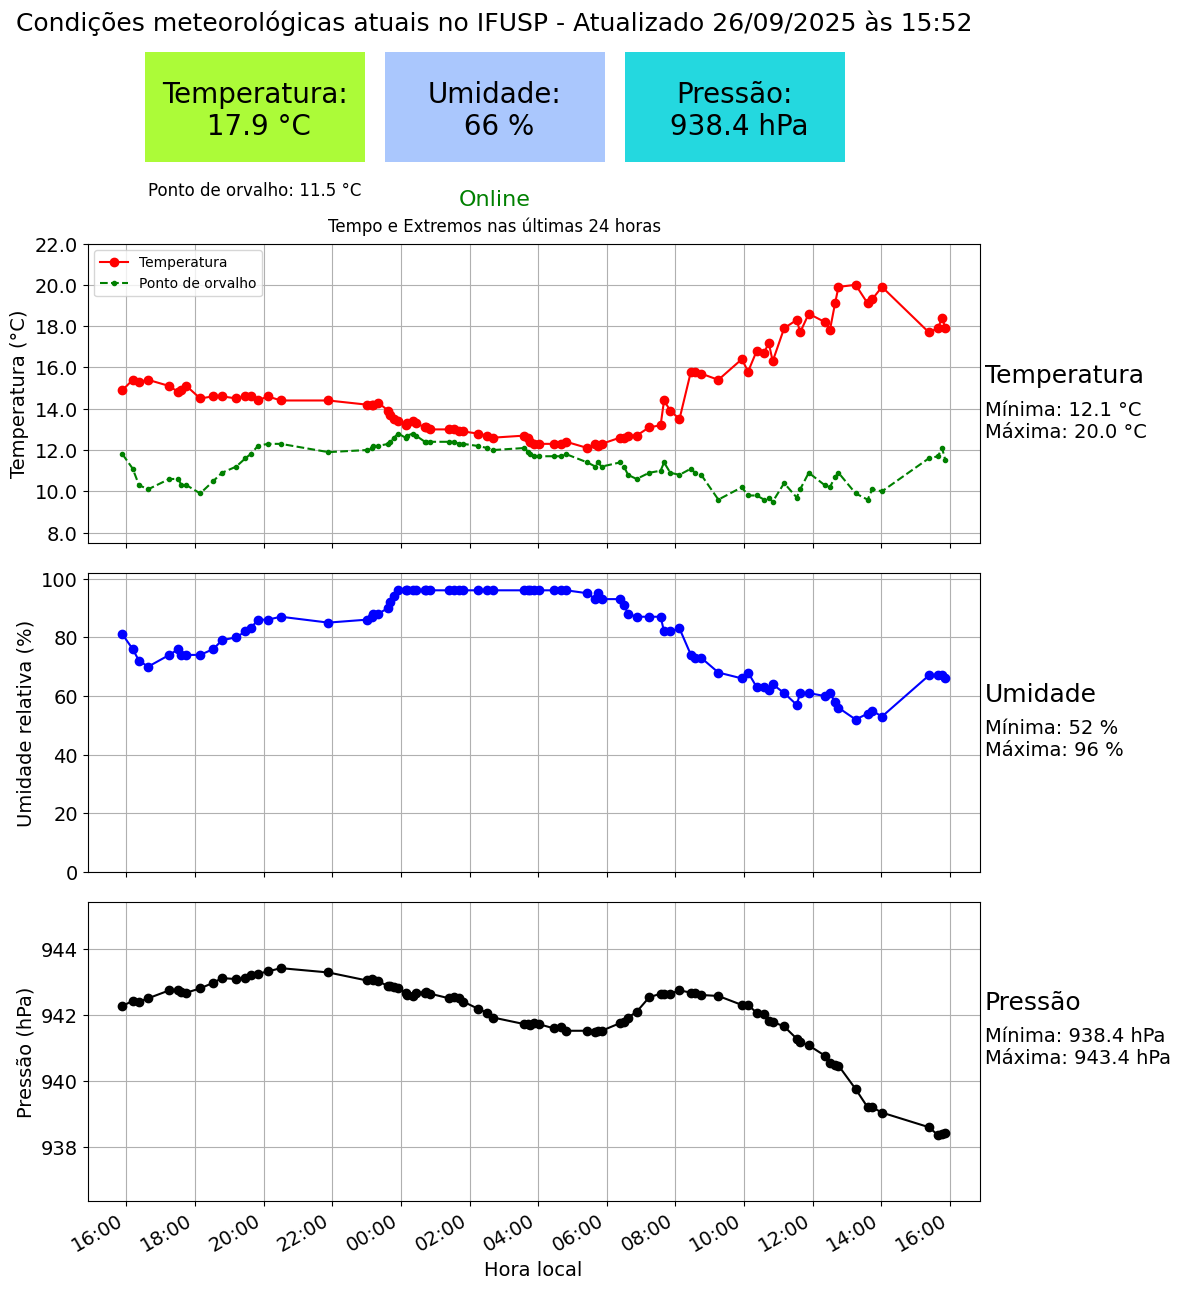 Condições meteorológicas atuais no IFUSP - Atualizado 26/09/2025 às 15:52
Temperatura:
17.9 °C
Umidade:
66 %
Pressão:
938.4 hPa
Ponto de orvalho: 11.5 °C
Online
Tempo e Extremos nas últimas 24 horas
Temperatura (°C)
22.0
20.0
18.0
16.0
14.0
12.0
10.0
8.0
Temperatura
Ponto de orvalho
Temperatura
Mínima: 12.1 °C
Máxima: 20.0 °C
Umidade relativa (%)
100
80
60
40
20
0
Umidade
Mínima: 52 %
Máxima: 96 %
Pressão (hPa)
944
942
940
938
Pressão
Mínima: 938.4 hPa
Máxima: 943.4 hPa
16:00 18:00 20:00 22:00 00:00 02:00 04:00 06:00 08:00 10:00 12:00 14:00 16:00
Hora local